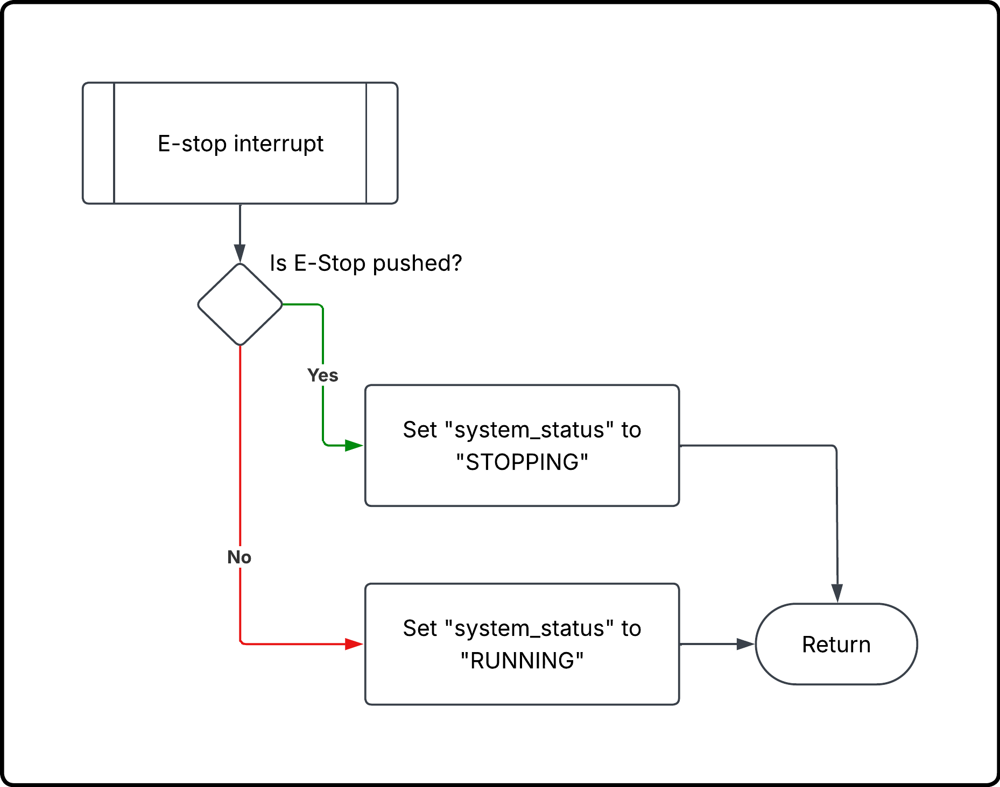 E-stop interrupt
Is E-Stop pushed?
Yes
Set "system_status" to
"STOPPING"
No
Set "system_status" to
"RUNNING"
Return